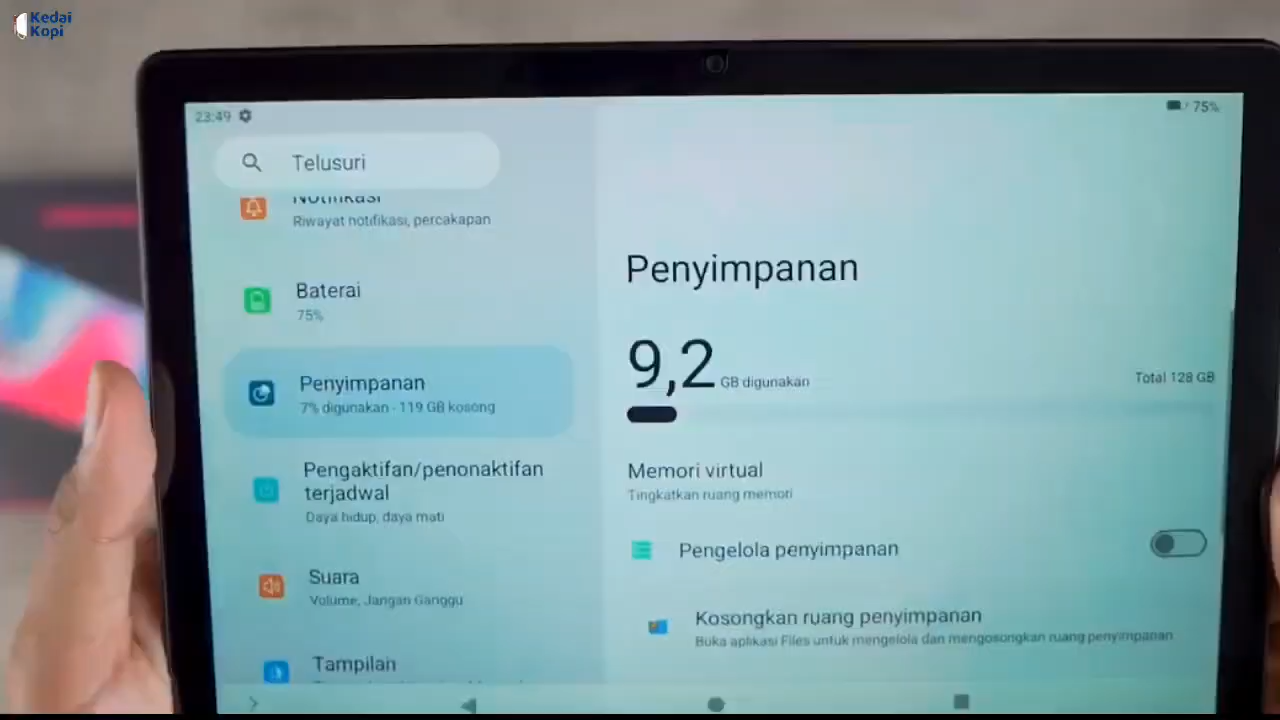 Kedai
Kopi
23:49
75%
Telusuri
Notifikasi
Riwayat notifikasi, percakapan
Baterai
75%
Penyimpanan
7% digunakan - 119 GB kosong
Pengaktifan/penonaktifan
terjadwal
Daya hidup, daya mati
Suara
Volume, Jangan Ganggu
Tampilan
Penyimpanan
9,2 GB digunakan
Total 128 GB
Memori virtual
Tingkatkan ruang memori
Pengelola penyimpanan
Kosongkan ruang penyimpanan
Buka aplikasi Files untuk mengelola dan mengosongkan ruang penyimpanan